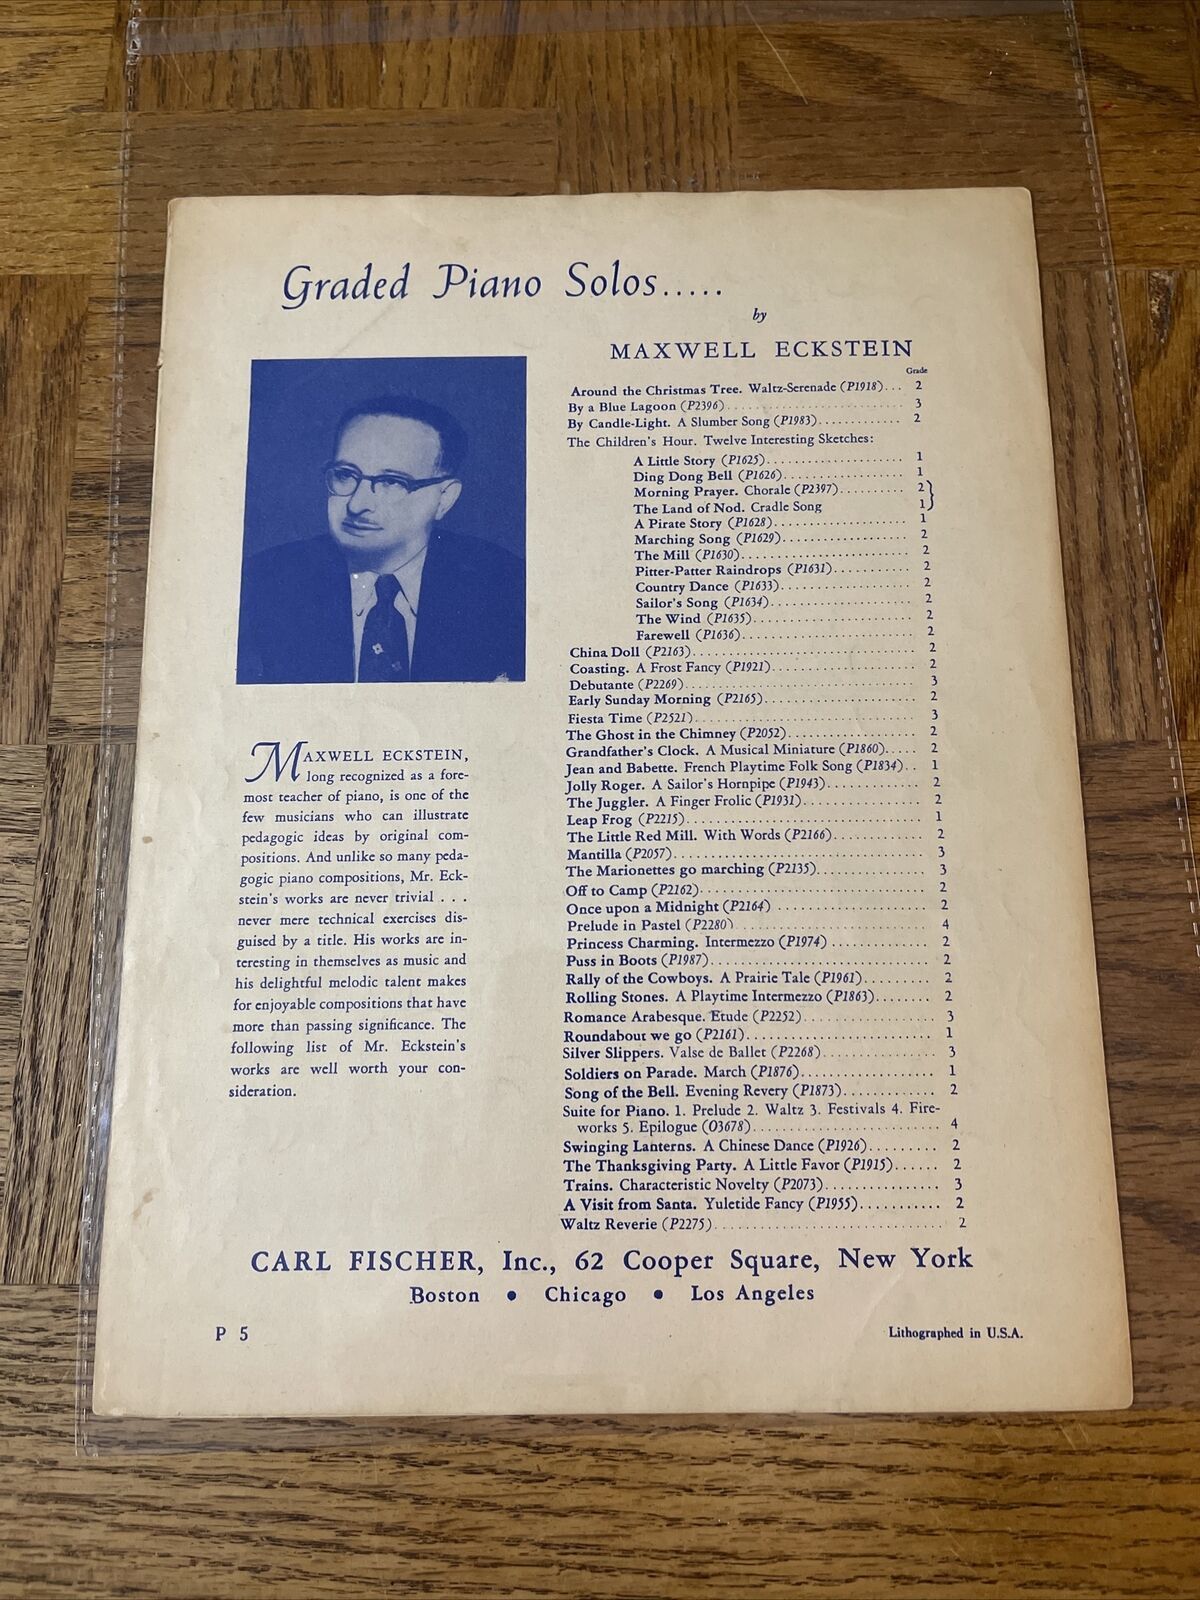 Graded Piano Solos.....
by
MAXWELL ECKSTEIN
Grade
Around the Christmas Tree. Waltz-Serenade (P1918)... 2
By a Blue Lagoon (P2396)........................... 3
By Candle-Light. A Slumber Song (P1983)............ 2
The Children's Hour. Twelve Interesting Sketches:
A Little Story (P1625)..................... 1
Ding Dong Bell (P1626).................. 1
Morning Prayer. Chorale (P2397).......... 2}
The Land of Nod. Cradle Song 1}
A Pirate Story (P1628).................... 1
Marching Song (P1629)................... 2
The Mill (P1630)......................... 2
Pitter-Patter Raindrops (P1631)............ 2
Country Dance (P1633).................... 2
Sailor's Song (P1634)..................... 2
The Wind (P1635)........................ 2
Farewell (P1636)......................... 2
China Doll (P2163).................................. 2
Coasting. A Frost Fancy (P1921)...................... 2
Debutante (P2269)................................... 3
Early Sunday Morning (P2165)....................... 2
Fiesta Time (P2521)................................. 3
The Ghost in the Chimney (P2052)................... 2
Grandfather's Clock. A Musical Miniature (P1860)..... 2
Jean and Babette. French Playtime Folk Song (P1834).. 1
Jolly Roger. A Sailor's Hornpipe (P1943).............. 2
The Juggler. A Finger Frolic (P1931).................. 2
Leap Frog (P2215)................................... 1
The Little Red Mill. With Words (P2166)............. 2
Mantilla (P2057)..................................... 3
The Marionettes go marching (P2135)................ 3
Off to Camp (P2162)................................. 2
Once upon a Midnight (P2164) ...................... 2
Prelude in Pastel (P2280)............................. 4
Princess Charming. Intermezzo (P1974) .............. 2
Puss in Boots (P1987)................................ 2
Rally of the Cowboys. A Prairie Tale (P1961)......... 2
Rolling Stones. A Playtime Intermezzo (P1863)........ 2
Romance Arabesque. Etude (P2252).................. 3
Roundabout we go (P2161)........................... 1
Silver Slippers. Valse de Ballet (P2268)............... 3
Soldiers on Parade. March (P1876)................... 1
Song of the Bell. Evening Revery (P1873)............. 2
Suite for Piano. 1. Prelude 2. Waltz 3. Festivals 4. Fire-
works 5. Epilogue (O3678)........................ 4
Swinging Lanterns. A Chinese Dance (P1926)......... 2
The Thanksgiving Party. A Little Favor (P1915)...... 2
Trains. Characteristic Novelty (P2073)................ 3
A Visit from Santa. Yuletide Fancy (P1955)........... 2
Waltz Reverie (P2275)................................ 2
MAXWELL ECKSTEIN,
long recognized as a fore-
most teacher of piano, is one of the
few musicians who can illustrate
pedagogic ideas by original com-
positions. And unlike so many peda-
gogic piano compositions, Mr. Eck-
stein's works are never trivial . . .
never mere technical exercises dis-
guised by a title. His works are in-
teresting in themselves as music and
his delightful melodic talent makes
for enjoyable compositions that have
more than passing significance. The
following list of Mr. Eckstein's
works are well worth your con-
sideration.
CARL FISCHER, Inc., 62 Cooper Square, New York
Boston • Chicago • Los Angeles
P 5
Lithographed in U.S.A.